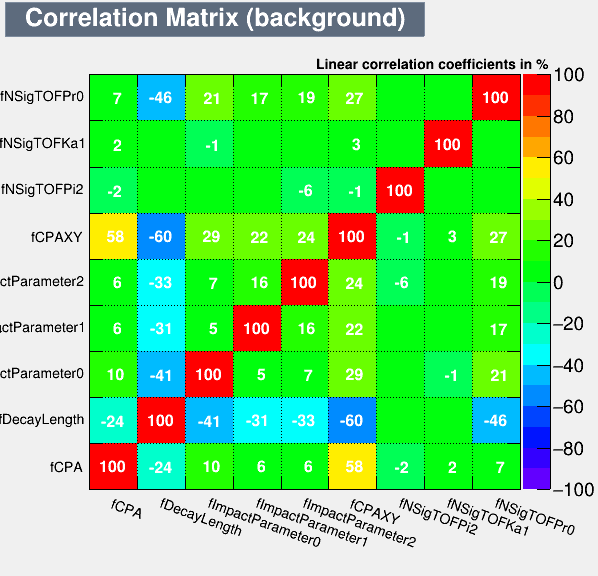 Correlation Matrix (background)
Linear correlation coefficients in %
fNSigTOFPr0 7 -46 21 17 19 27 100
fNSigTOFKa1 2 -1 3 100
fNSigTOFPi2 -2 -6 -1 100
fCPAXY 58 -60 29 22 24 100 -1 3 27
ctParameter2 6 -33 7 16 100 24 -6 19
ctParameter1 6 -31 5 100 16 22 17
ctParameter0 10 -41 100 5 7 29 -1 21
fDecayLength -24 100 -41 -31 -33 -60 -46
fCPA 100 -24 10 6 6 58 -2 2 7
fCPA fDecayLength fImpactParameter0 fImpactParameter1 fImpactParameter2 fCPAXY fNSigTOFPi2 fNSigTOFKa1 fNSigTOFPr0
100
80
60
40
20
0
−20
−40
−60
−80
−100